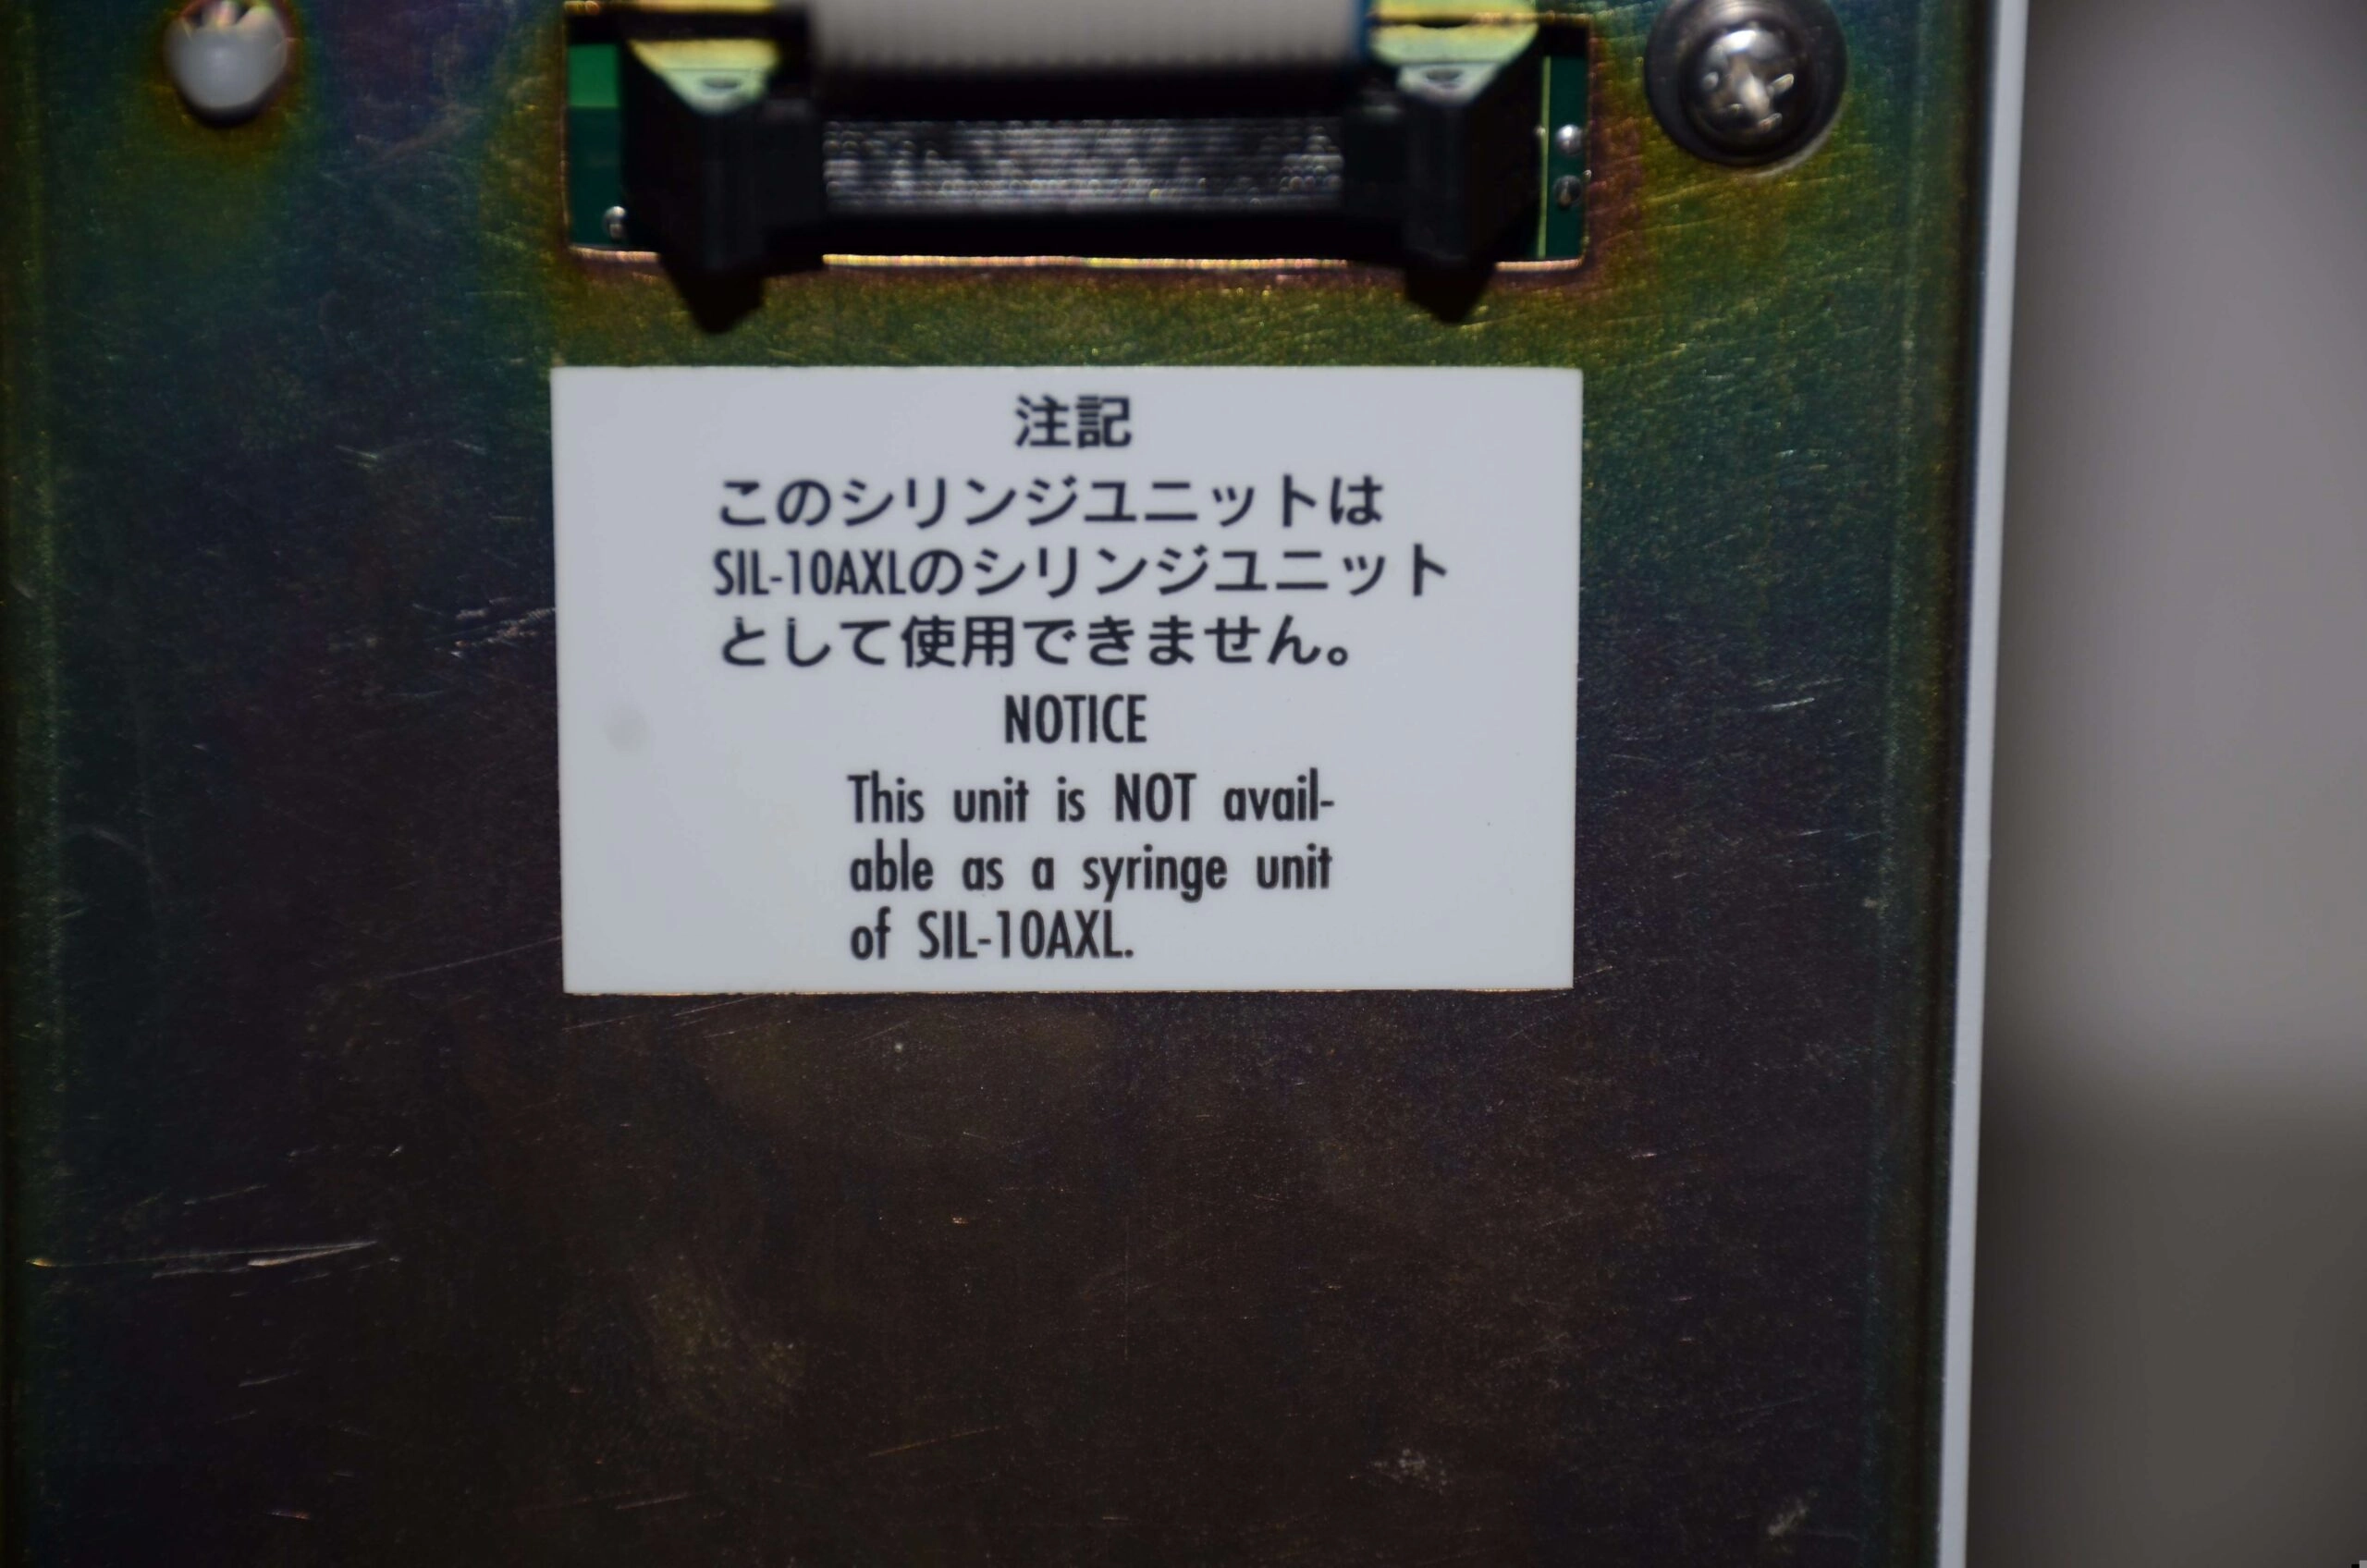 注記
このシリンジユニットは
SIL-10AXLのシリンジユニット
として使用できません。
NOTICE
This unit is NOT avail-
able as a syringe unit
of SIL-10AXL.